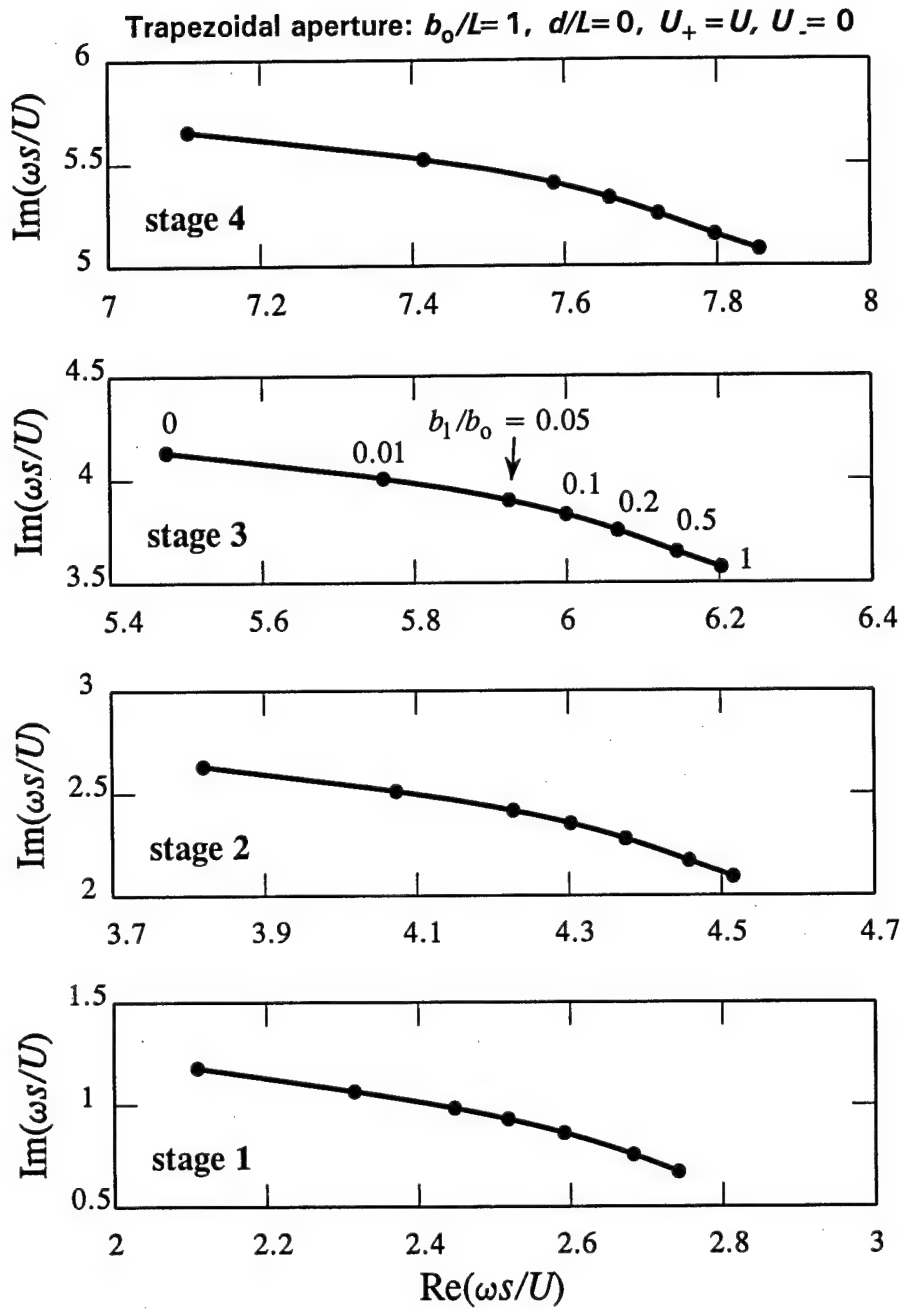 Trapezoidal aperture: bₒ/L=1, d/L=0, U₊=U, U₋=0
Im(ωs/U)
6
5.5
5
stage 4
7 7.2 7.4 7.6 7.8 8
Im(ωs/U)
4.5
4
3.5
0
0.01
b₁/bₒ = 0.05
0.1
0.2
0.5
1
stage 3
5.4 5.6 5.8 6 6.2 6.4
Im(ωs/U)
3
2.5
2
stage 2
3.7 3.9 4.1 4.3 4.5 4.7
Im(ωs/U)
1.5
1
0.5
stage 1
2 2.2 2.4 2.6 2.8 3
Re(ωs/U)